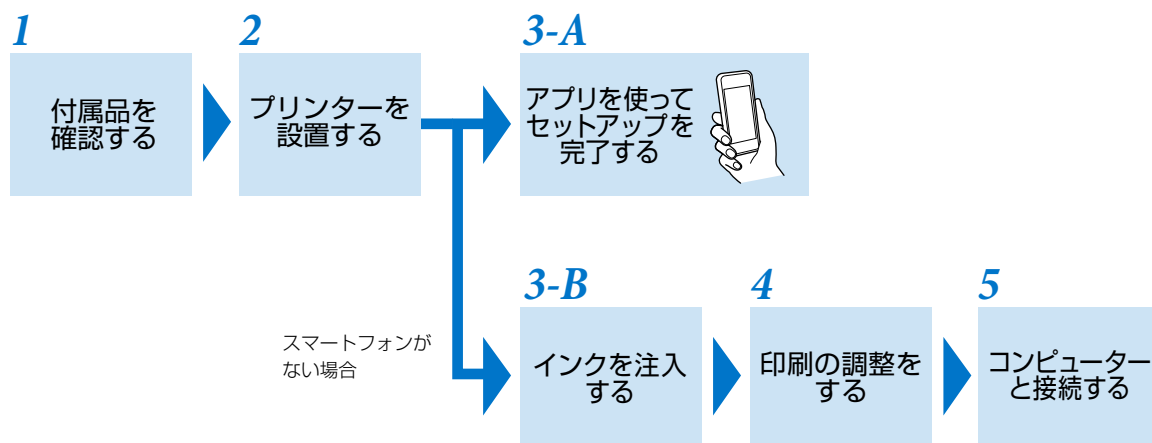 1
付属品を
確認する
2
プリンターを
設置する
3-A
アプリを使って
セットアップを
完了する
スマートフォンが
ない場合
3-B
インクを注入
する
4
印刷の調整を
する
5
コンピューター
と接続する